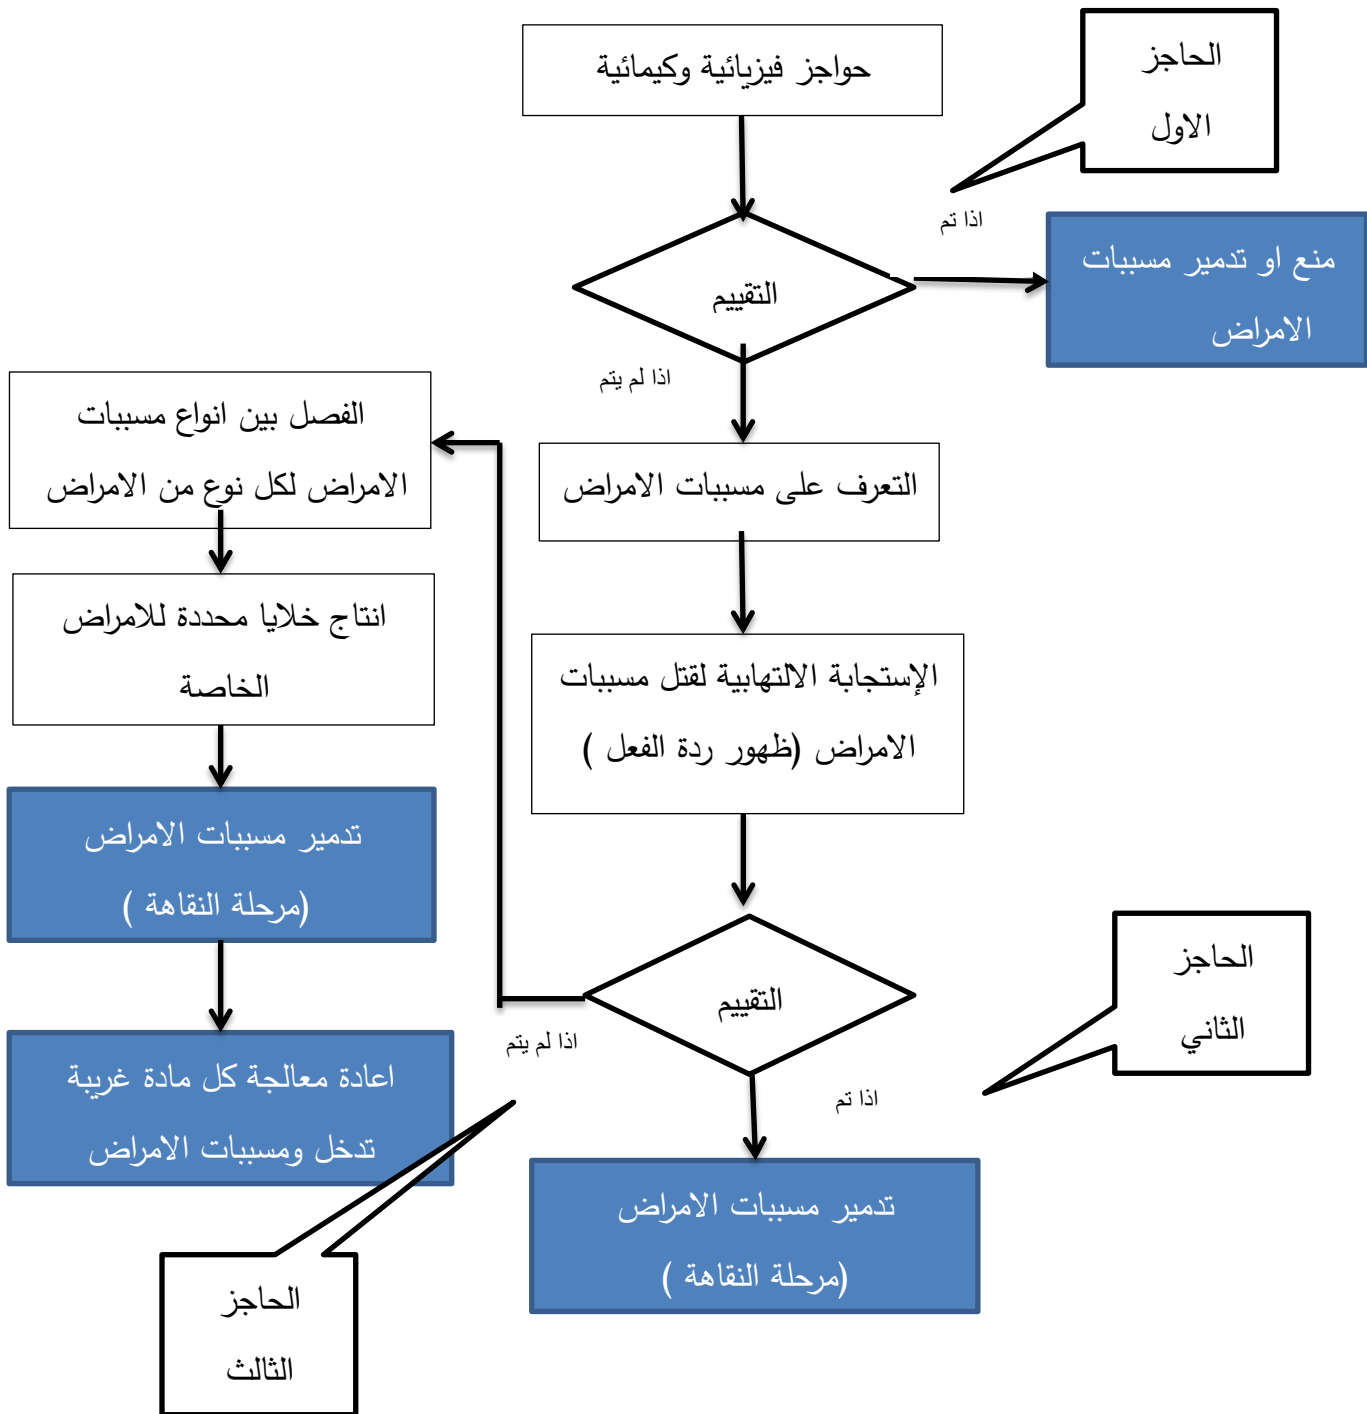 حواجز فيزيائية وكيمائية
الحاجز
الاول
اذا تم
منع او تدمير مسببات
الامراض
التقييم
اذا لم يتم
التعرف على مسببات الامراض
الإستجابة الالتهابية لقتل مسببات
الامراض (ظهور ردة الفعل )
التقييم
الحاجز
الثاني
اذا تم
تدمير مسببات الامراض
(مرحلة النقاهة )
اذا لم يتم
الحاجز
الثالث
الفصل بين انواع مسببات
الامراض لكل نوع من الامراض
انتاج خلايا محددة للامراض
الخاصة
تدمير مسببات الامراض
(مرحلة النقاهة )
اعادة معالجة كل مادة غريبة
تدخل ومسببات الامراض